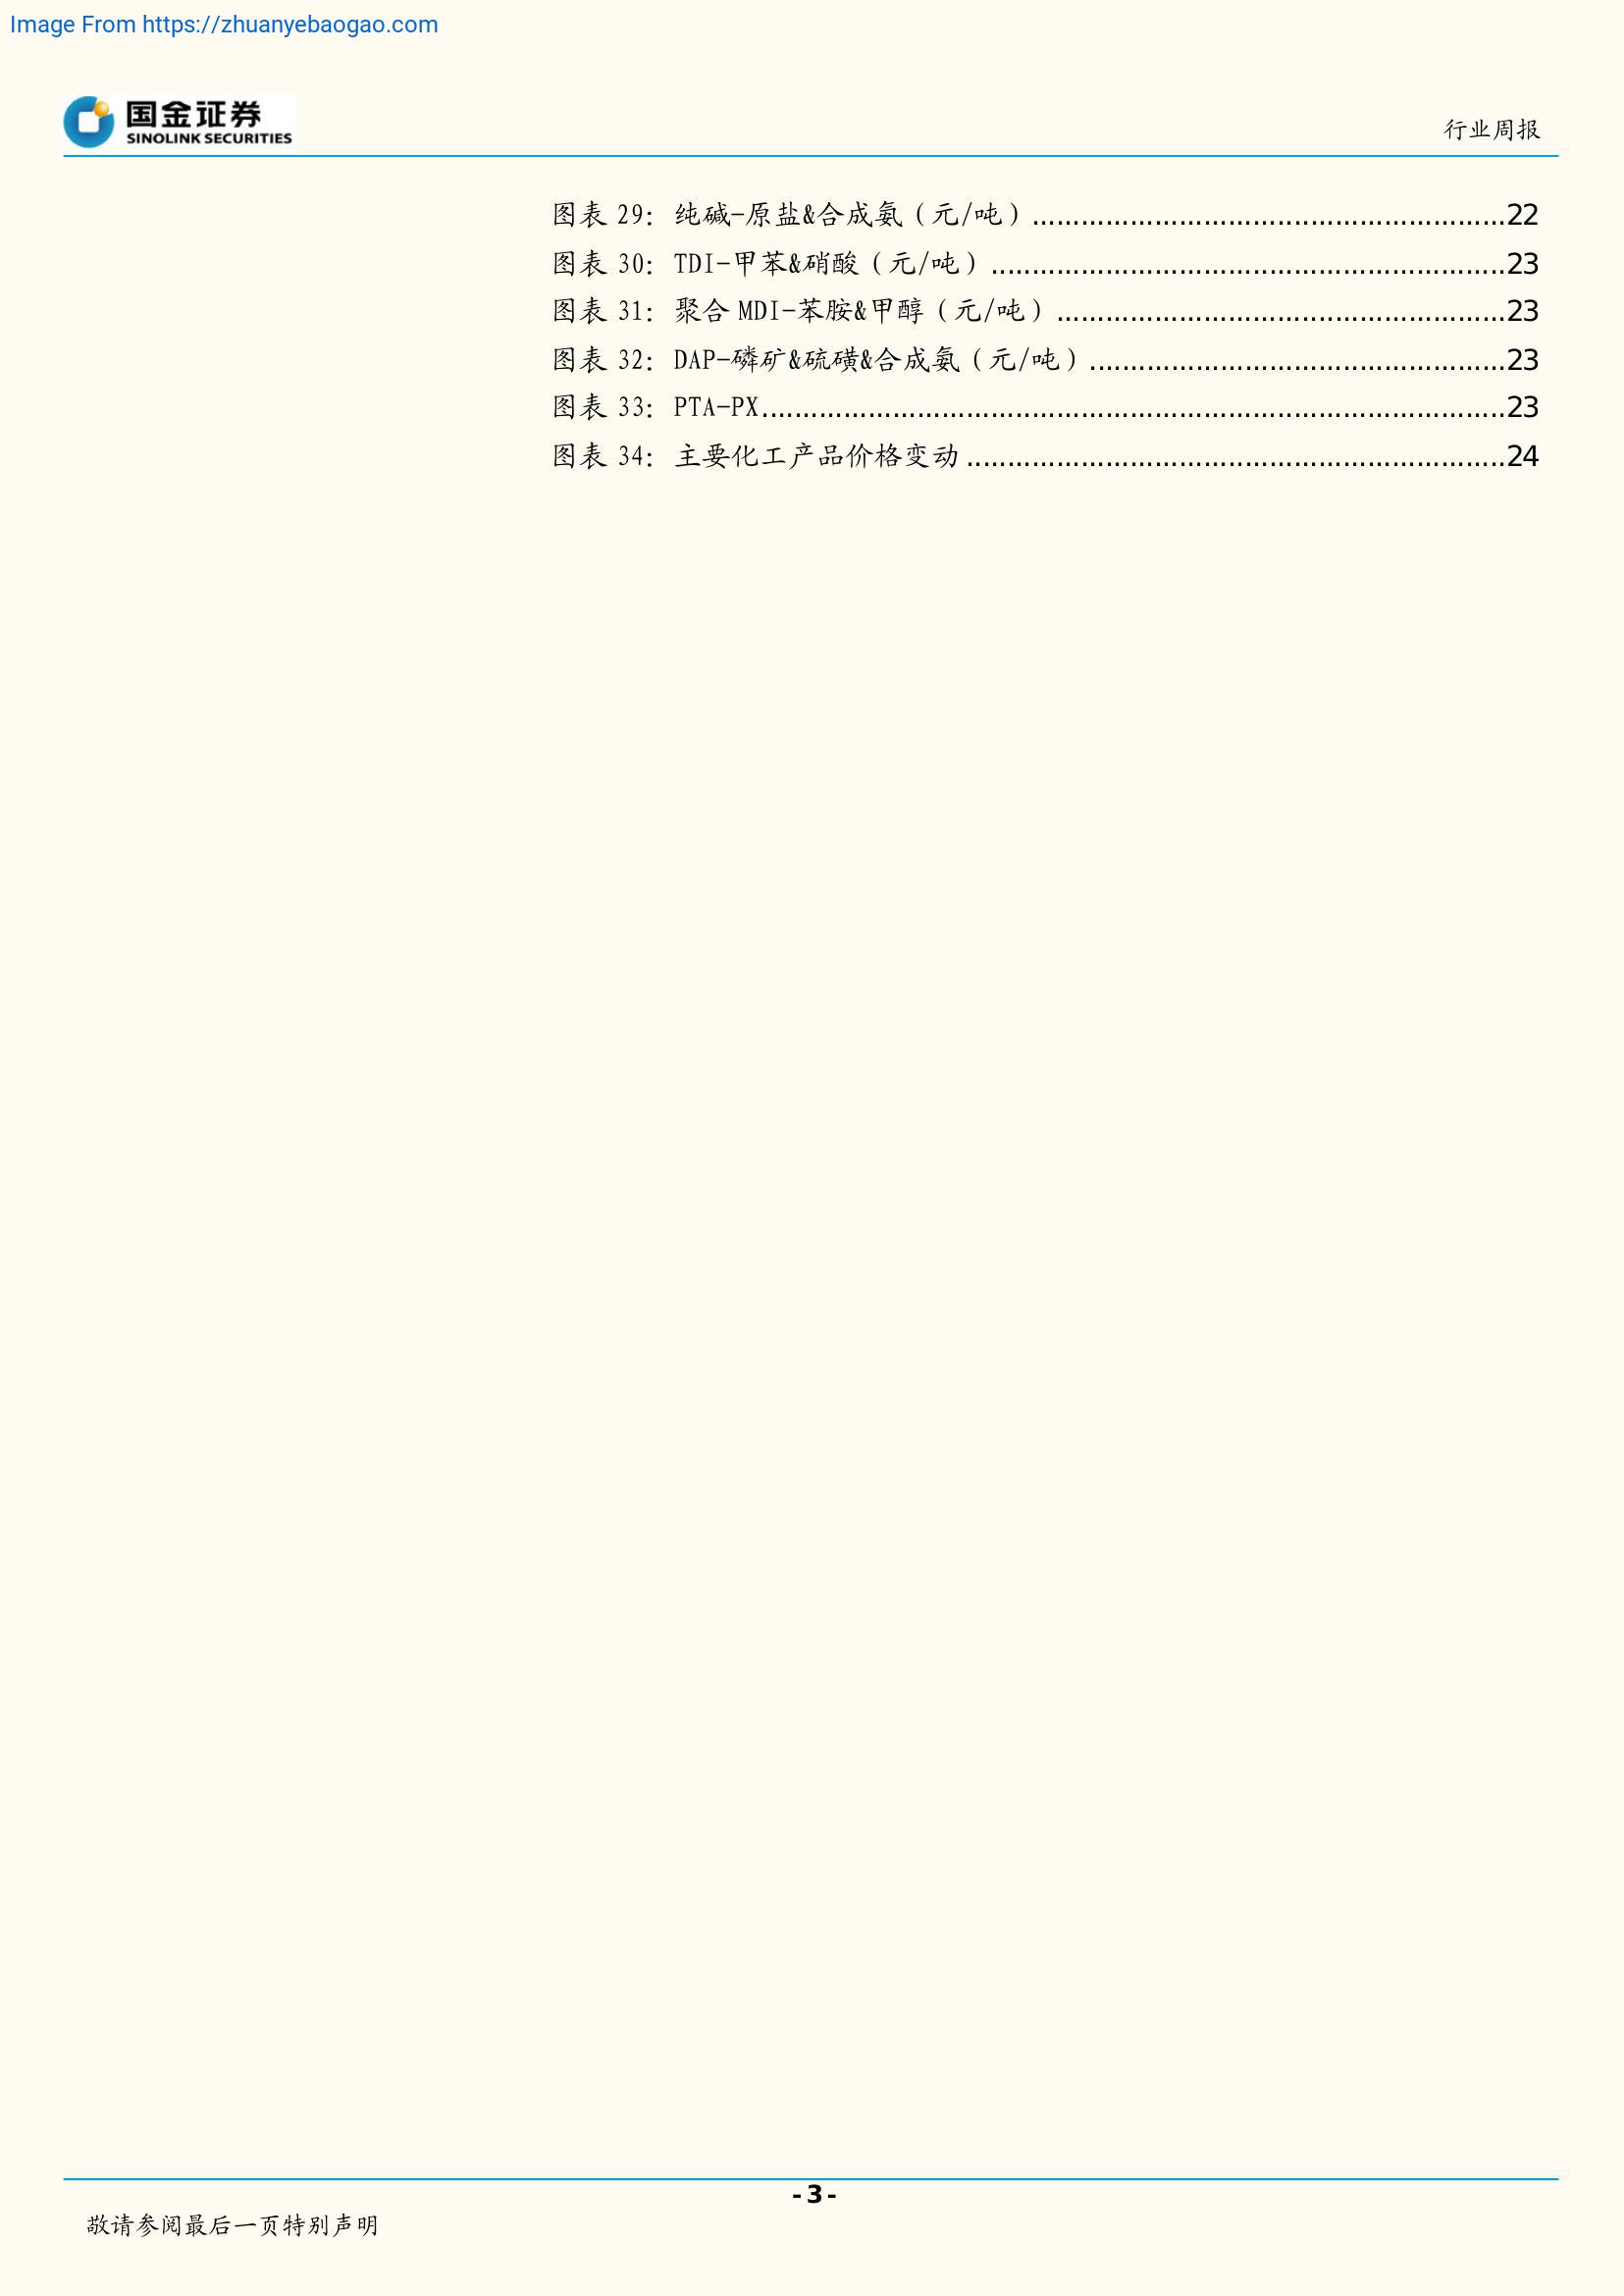 Image From https://zhuanyebaogao.com
国金证券
SINOLINK SECURITIES
行业周报
图表 29：纯碱-原盐&合成氨（元/吨）....................................................22
图表 30：TDI-甲苯&硝酸（元/吨）....................................................23
图表 31：聚合 MDI-苯胺&甲醇（元/吨）....................................................23
图表 32：DAP-磷矿&硫磺&合成氨（元/吨）....................................................23
图表 33：PTA-PX....................................................23
图表 34：主要化工产品价格变动....................................................24
- 3 -
敬请参阅最后一页特别声明